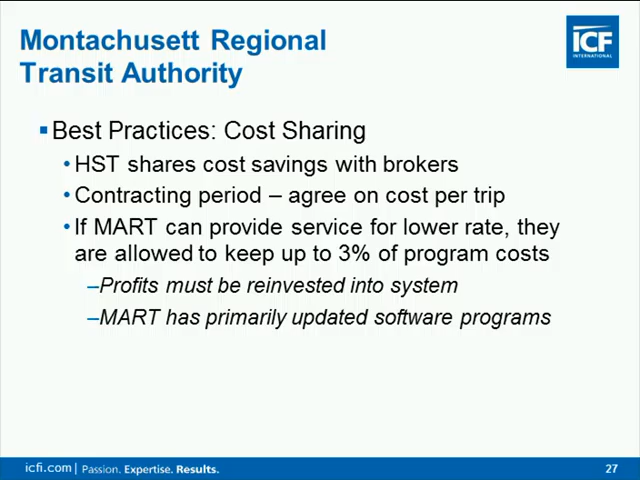 Montachusett Regional
Transit Authority
ICF
INTERNATIONAL
▪Best Practices: Cost Sharing
•HST shares cost savings with brokers
•Contracting period – agree on cost per trip
•If MART can provide service for lower rate, they
are allowed to keep up to 3% of program costs
–Profits must be reinvested into system
–MART has primarily updated software programs
icfi.com | Passion. Expertise. Results.
27